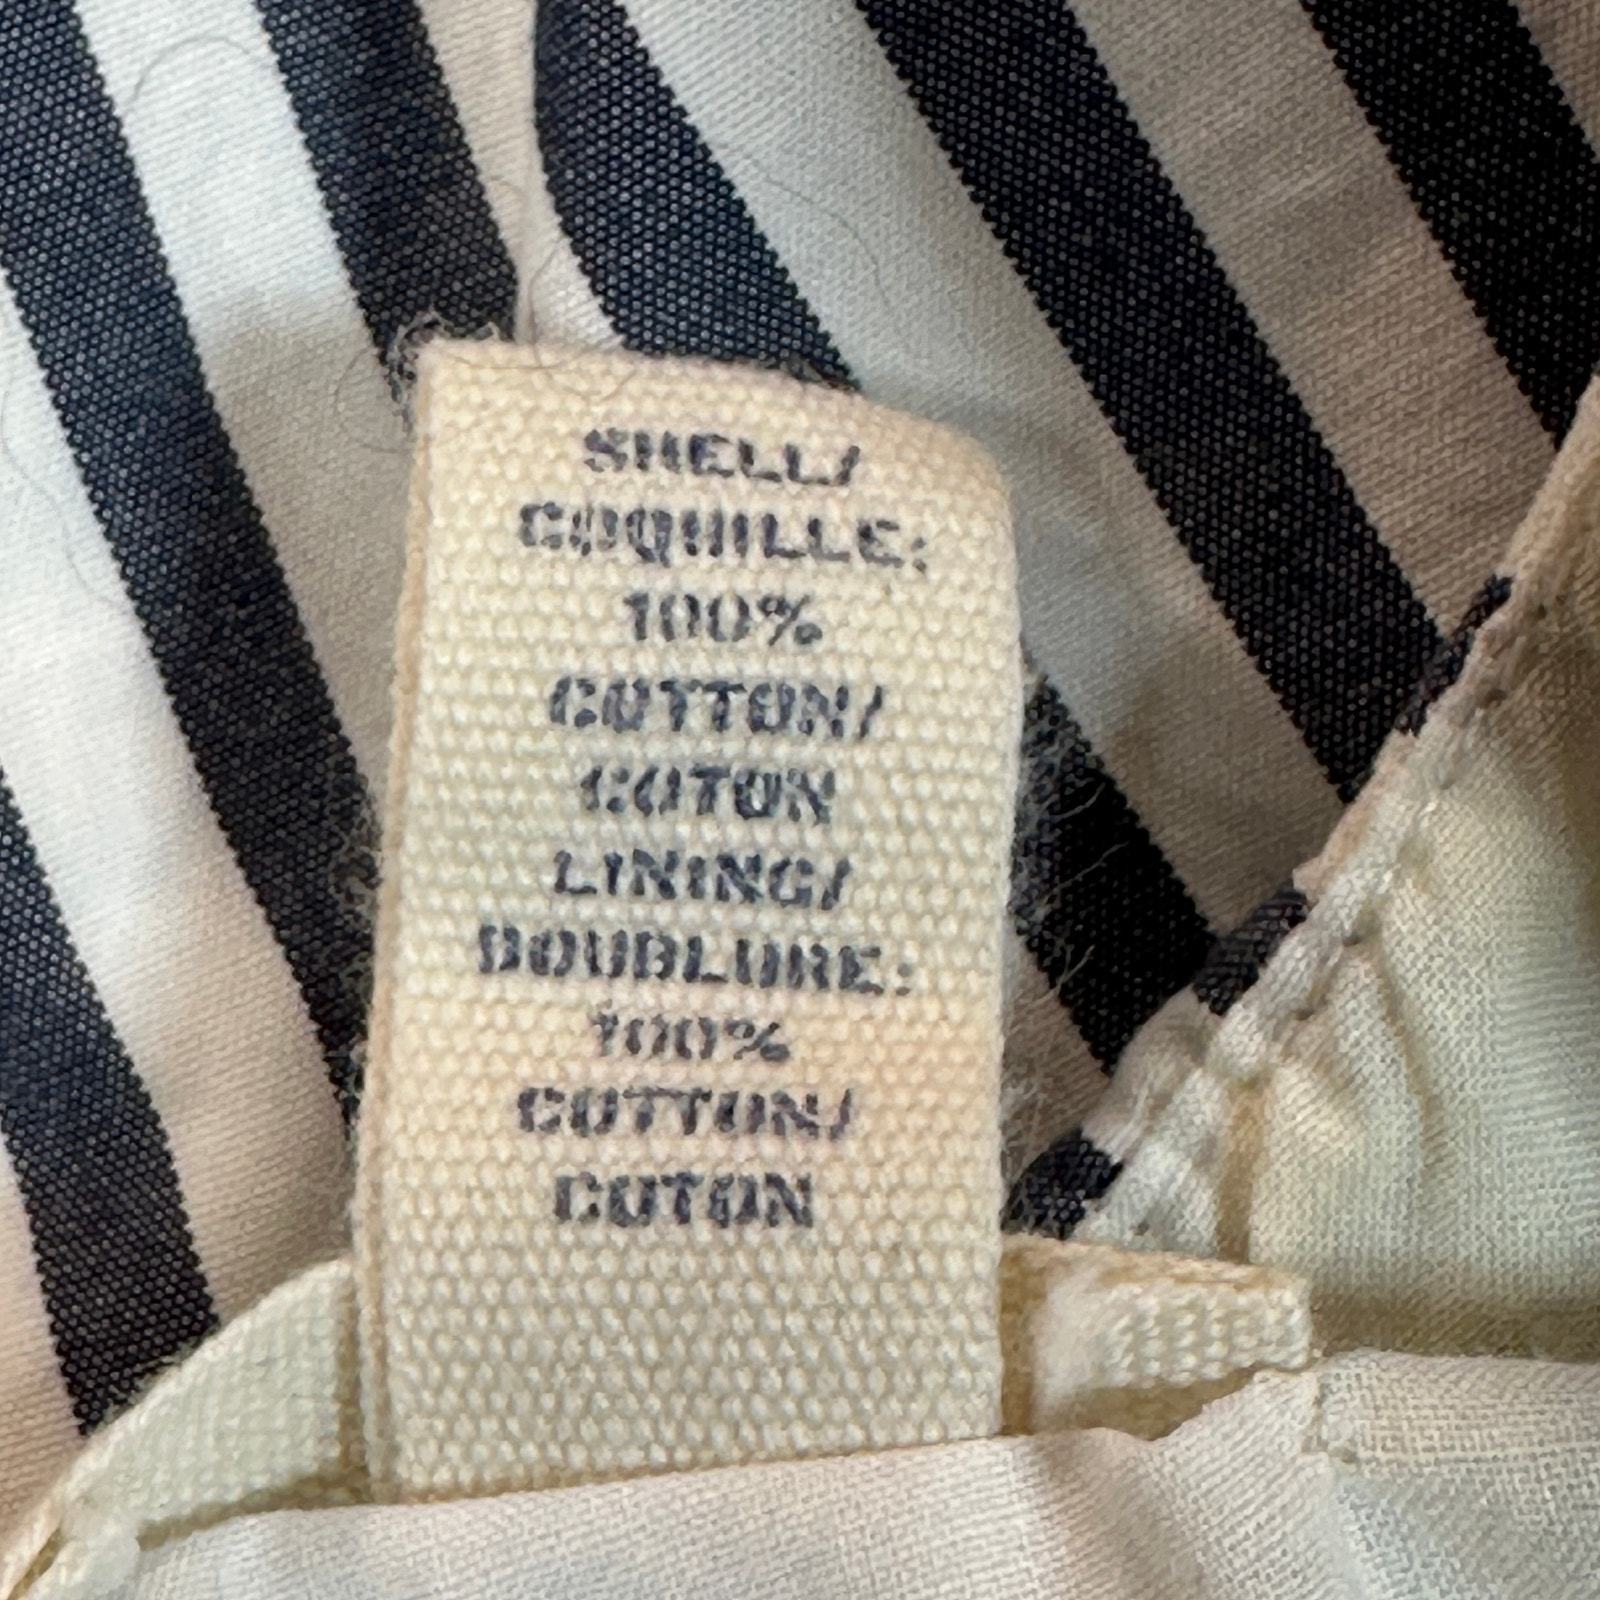 SHELL/
COQUILLE:
100%
COTTON/
COTON
LINING/
DOUBLURE:
100%
COTTON/
COTON